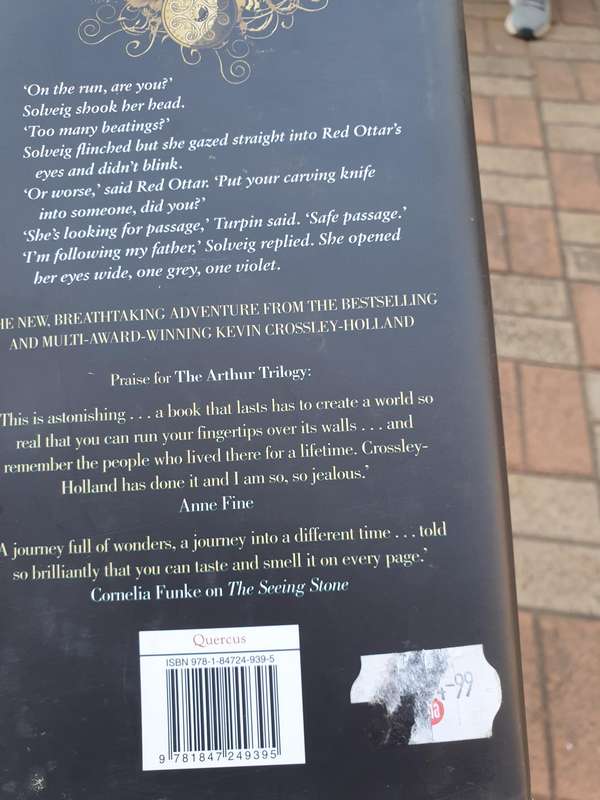 ‘On the run, are you?’
Solveig shook her head.
‘Too many beatings?’
Solveig flinched but she gazed straight into Red Ottar’s
eyes and didn’t blink.
‘Or worse,’ said Red Ottar. ‘Put your carving knife
into someone, did you?’
‘She’s looking for passage,’ Turpin said. ‘Safe passage.’
‘I’m following my father,’ Solveig replied. She opened
her eyes wide, one grey, one violet.
HE NEW, BREATHTAKING ADVENTURE FROM THE BESTSELLING
AND MULTI-AWARD-WINNING KEVIN CROSSLEY-HOLLAND
Praise for The Arthur Trilogy:
This is astonishing . . . a book that lasts has to create a world so
real that you can run your fingertips over its walls . . . and
remember the people who lived there for a lifetime. Crossley-
Holland has done it and I am so, so jealous.’
Anne Fine
A journey full of wonders, a journey into a different time . . . told
so brilliantly that you can taste and smell it on every page.’
Cornelia Funke on The Seeing Stone
Quercus
ISBN 978-1-84724-939-5
9 781847 249395
4-99